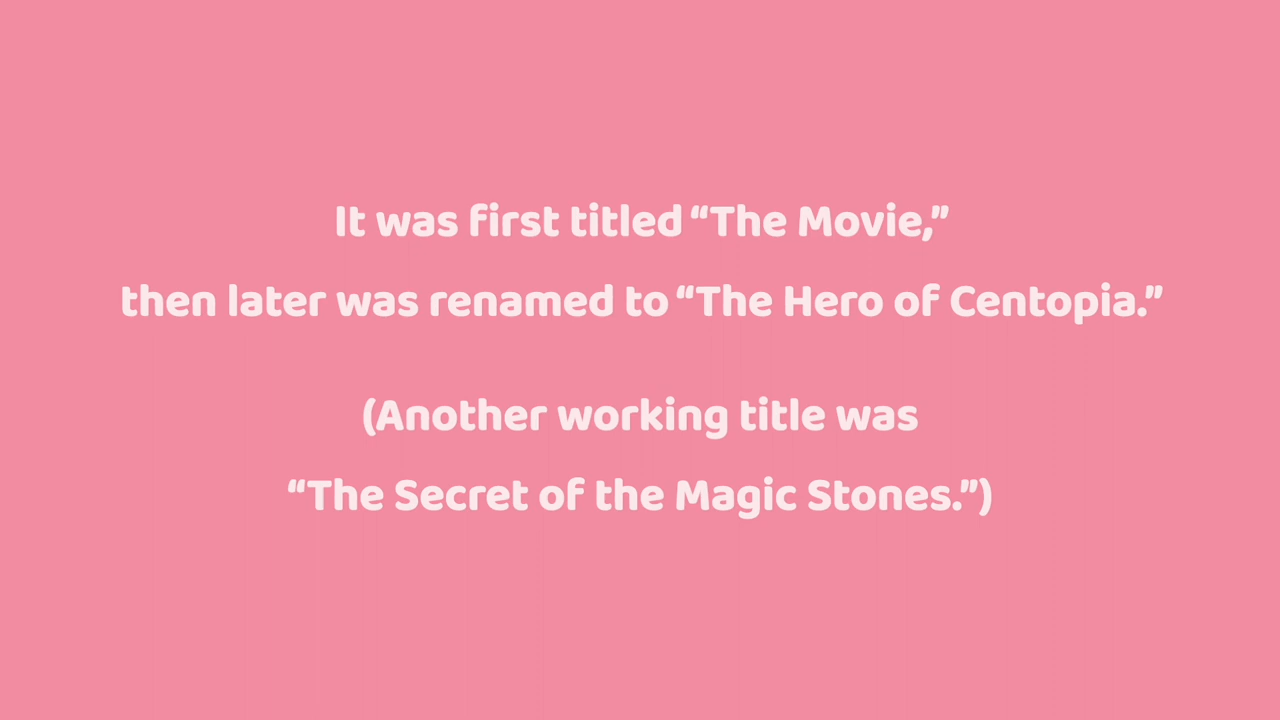 It was first titled “The Movie,”
then later was renamed to “The Hero of Centopia.”
(Another working title was
“The Secret of the Magic Stones.”)